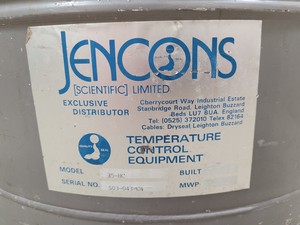 JENCONS
[SCIENTIFIC] LIMITED
EXCLUSIVE
DISTRIBUTOR
Cherrycourt Way Industrial Estate
Stanbridge Road, Leighton Buzzard
Beds LU7 8UA. England
Tel: (0525) 372010 Telex 82164
Cables: Dryseal Leighton Buzzard
TEMPERATURE
CONTROL
EQUIPMENT
MODEL
BUILT
SERIAL NO.
MWP